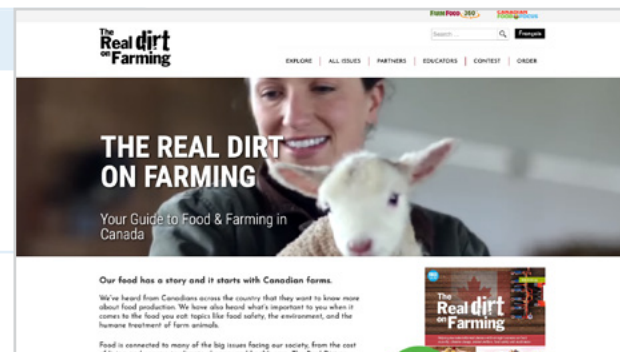 FarmFood 360°
Canadian
FOOD FOCUS
The
Real dirt
on Farming
Search ...
Français
EXPLORE | ALL ISSUES | PARTNERS | EDUCATORS | CONTEST | ORDER
THE REAL DIRT
ON FARMING
Your Guide to Food & Farming in
Canada
Our food has a story and it starts with Canadian farms.
We've heard from Canadians across the country that they want to know more
about food production. We have also heard what's important to you when it
comes to the food you eat: topics like food safety, the environment, and the
humane treatment of farm animals.
Food is connected to many of the big issues facing our society, from the cost
The
Real dirt
on Farming